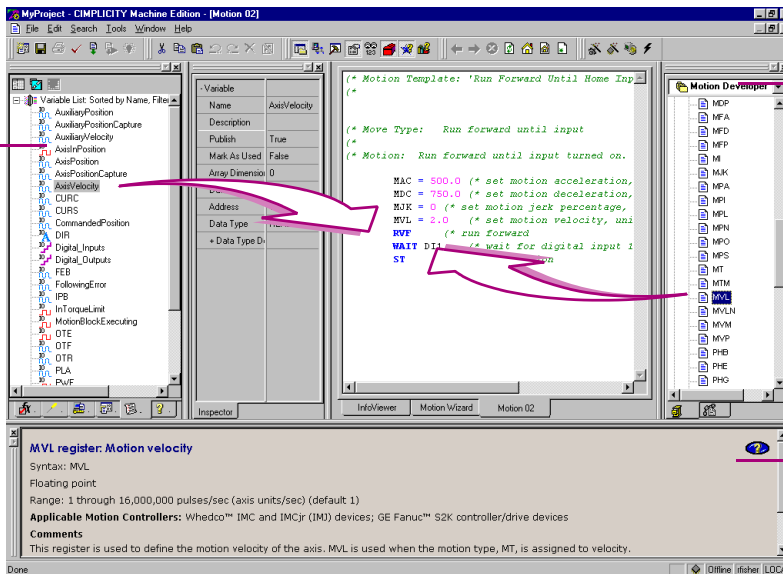 MyProject - CIMPLICITY Machine Edition - [Motion 02]
File Edit Search Tools Window Help
Variable List: Sorted by Name, Filter
AuxiliaryPosition
AuxiliaryPositionCapture
AuxiliaryVelocity
AxisInPosition
AxisPosition
AxisPositionCapture
AxisVelocity
CURC
CURS
CommandedPosition
DIR
Digital_Inputs
Digital_Outputs
FEB
FollowingError
IPB
InTorqueLimit
MotionBlockExecuting
OTE
OTF
OTR
PLA
PWE
- Variable
Name AxisVelocity
Description
Publish True
Mark As Used False
Array Dimension 0
Address
Data Type
+ Data Type D
Inspector
(* Motion Template: 'Run Forward Until Home Inp
(*
(* Move Type: Run forward until input
(*
(* Motion: Run forward until input turned on.
MAC = 500.0 (* set motion acceleration,
MDC = 750.0 (* set motion deceleration,
MJK = 0 (* set motion jerk percentage,
MVL = 2.0 (* set motion velocity, uni
RVF (* run forward
WAIT DI1 (* wait for digital input 1
ST on
InfoViewer Motion Wizard Motion 02
Motion Developer
MDP
MFA
MFD
MFP
MI
MJK
MPA
MPI
MPL
MPN
MPO
MPS
MT
MTM
MVL
MVLN
MVM
MVP
PHB
PHE
PHG
MVL register: Motion velocity
Syntax: MVL
Floating point
Range: 1 through 16,000,000 pulses/sec (axis units/sec) (default 1)
Applicable Motion Controllers: Whedco™ IMC and IMCjr (IMJ) devices; GE Fanuc™ S2K controller/drive devices
Comments
This register is used to define the motion velocity of the axis. MVL is used when the motion type, MT, is assigned to velocity.
Done
Offline rfisher LOC